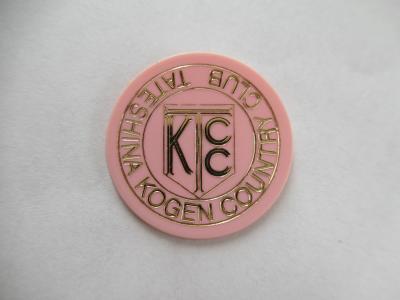 TATESHINA KOGEN COUNTRY CLUB
KTCC